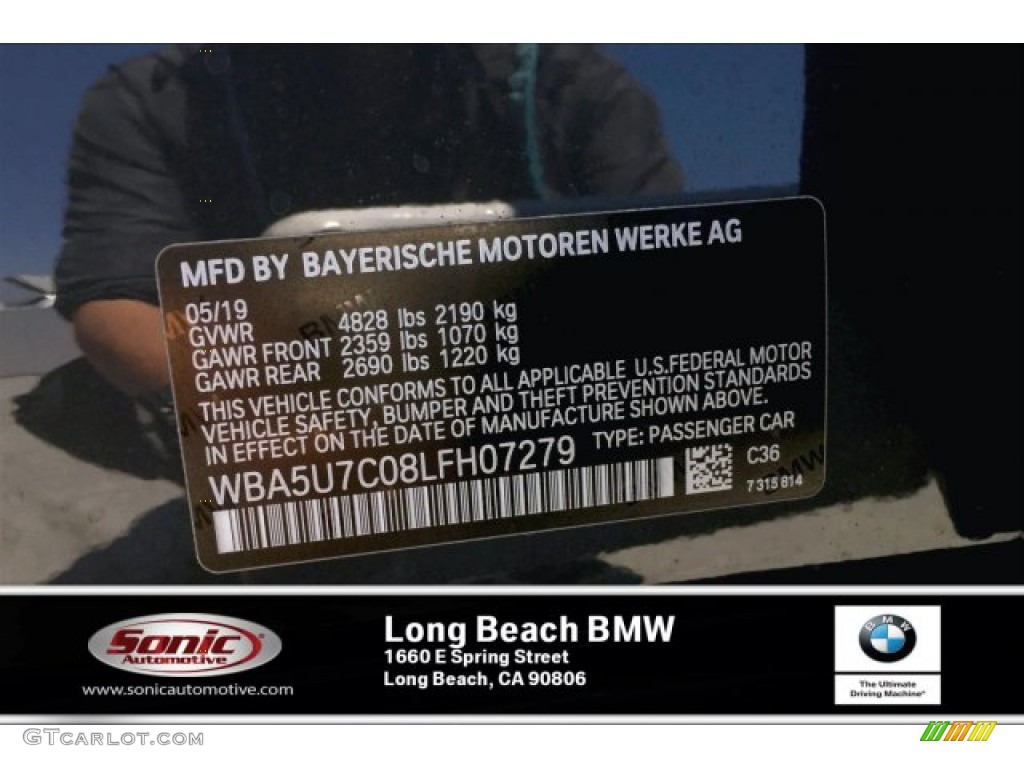 MFD BY BAYERISCHE MOTOREN WERKE AG
05/19
GVWR 4828 lbs 2190 kg
GAWR FRONT 2359 lbs 1070 kg
GAWR REAR 2690 lbs 1220 kg
THIS VEHICLE CONFORMS TO ALL APPLICABLE U.S.FEDERAL MOTOR
VEHICLE SAFETY, BUMPER AND THEFT PREVENTION STANDARDS
IN EFFECT ON THE DATE OF MANUFACTURE SHOWN ABOVE.
WBA5U7C08LFH07279 TYPE: PASSENGER CAR
C36
7 315 814
BMW
Sonic
Automotive
www.sonicautomotive.com
Long Beach BMW
1660 E Spring Street
Long Beach, CA 90806
BMW
The Ultimate
Driving Machine®
GTCARLOT.COM